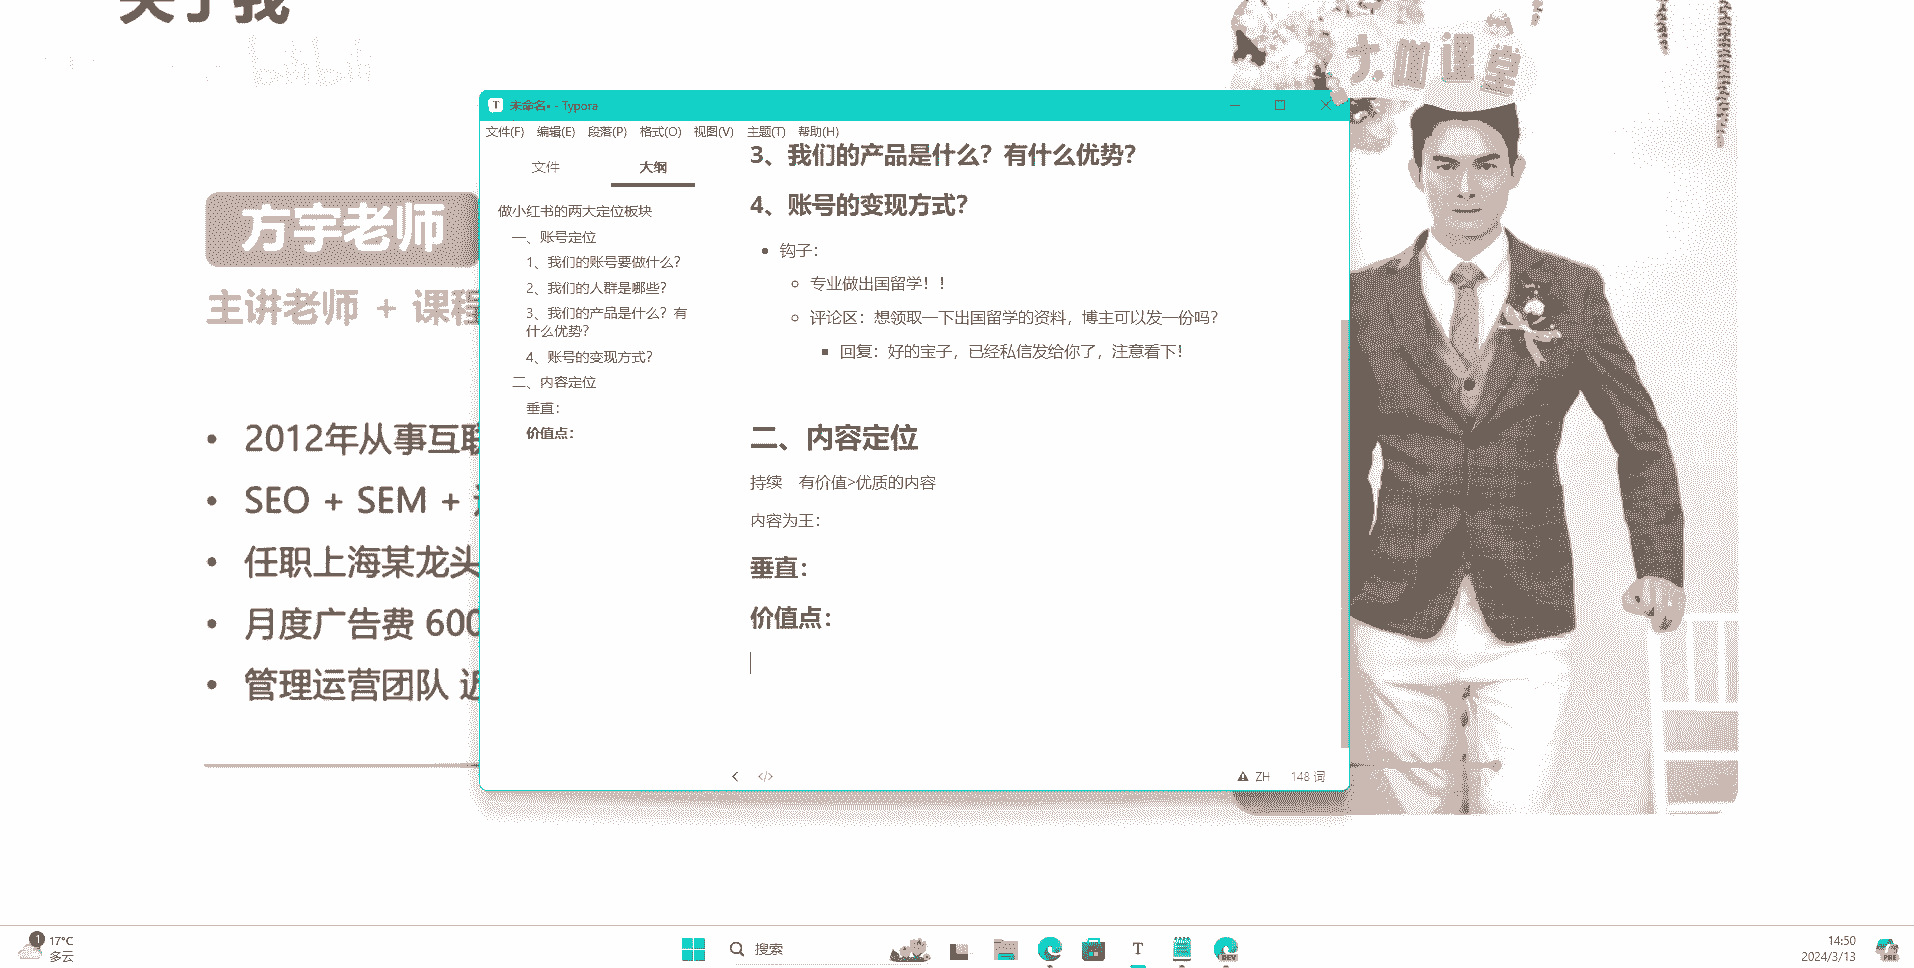 关于我
bilibili
大咖课堂
方宇老师
主讲老师 + 课程
2012年从事互联
SEO + SEM +
任职上海某龙头
月度广告费 600
管理运营团队 近
未命名• - Typora
文件(F) 编辑(E) 段落(P) 格式(O) 视图(V) 主题(T) 帮助(H)
文件 大纲
做小红书的两大定位板块
一、账号定位
1、我们的账号要做什么？
2、我们的人群是哪些？
3、我们的产品是什么？有
什么优势？
4、账号的变现方式？
二、内容定位
垂直：
价值点：
3、我们的产品是什么？有什么优势？
4、账号的变现方式？
钩子：
专业做出国留学！！
评论区：想领取一下出国留学的资料，博主可以发一份吗？
回复：好的宝子，已经私信发给你了，注意看下！
二、内容定位
持续 有价值>优质的内容
内容为王：
垂直：
价值点：
ZH 148 词
1
17°C
多云
搜索
DEV
14:50
2024/3/13
PRE